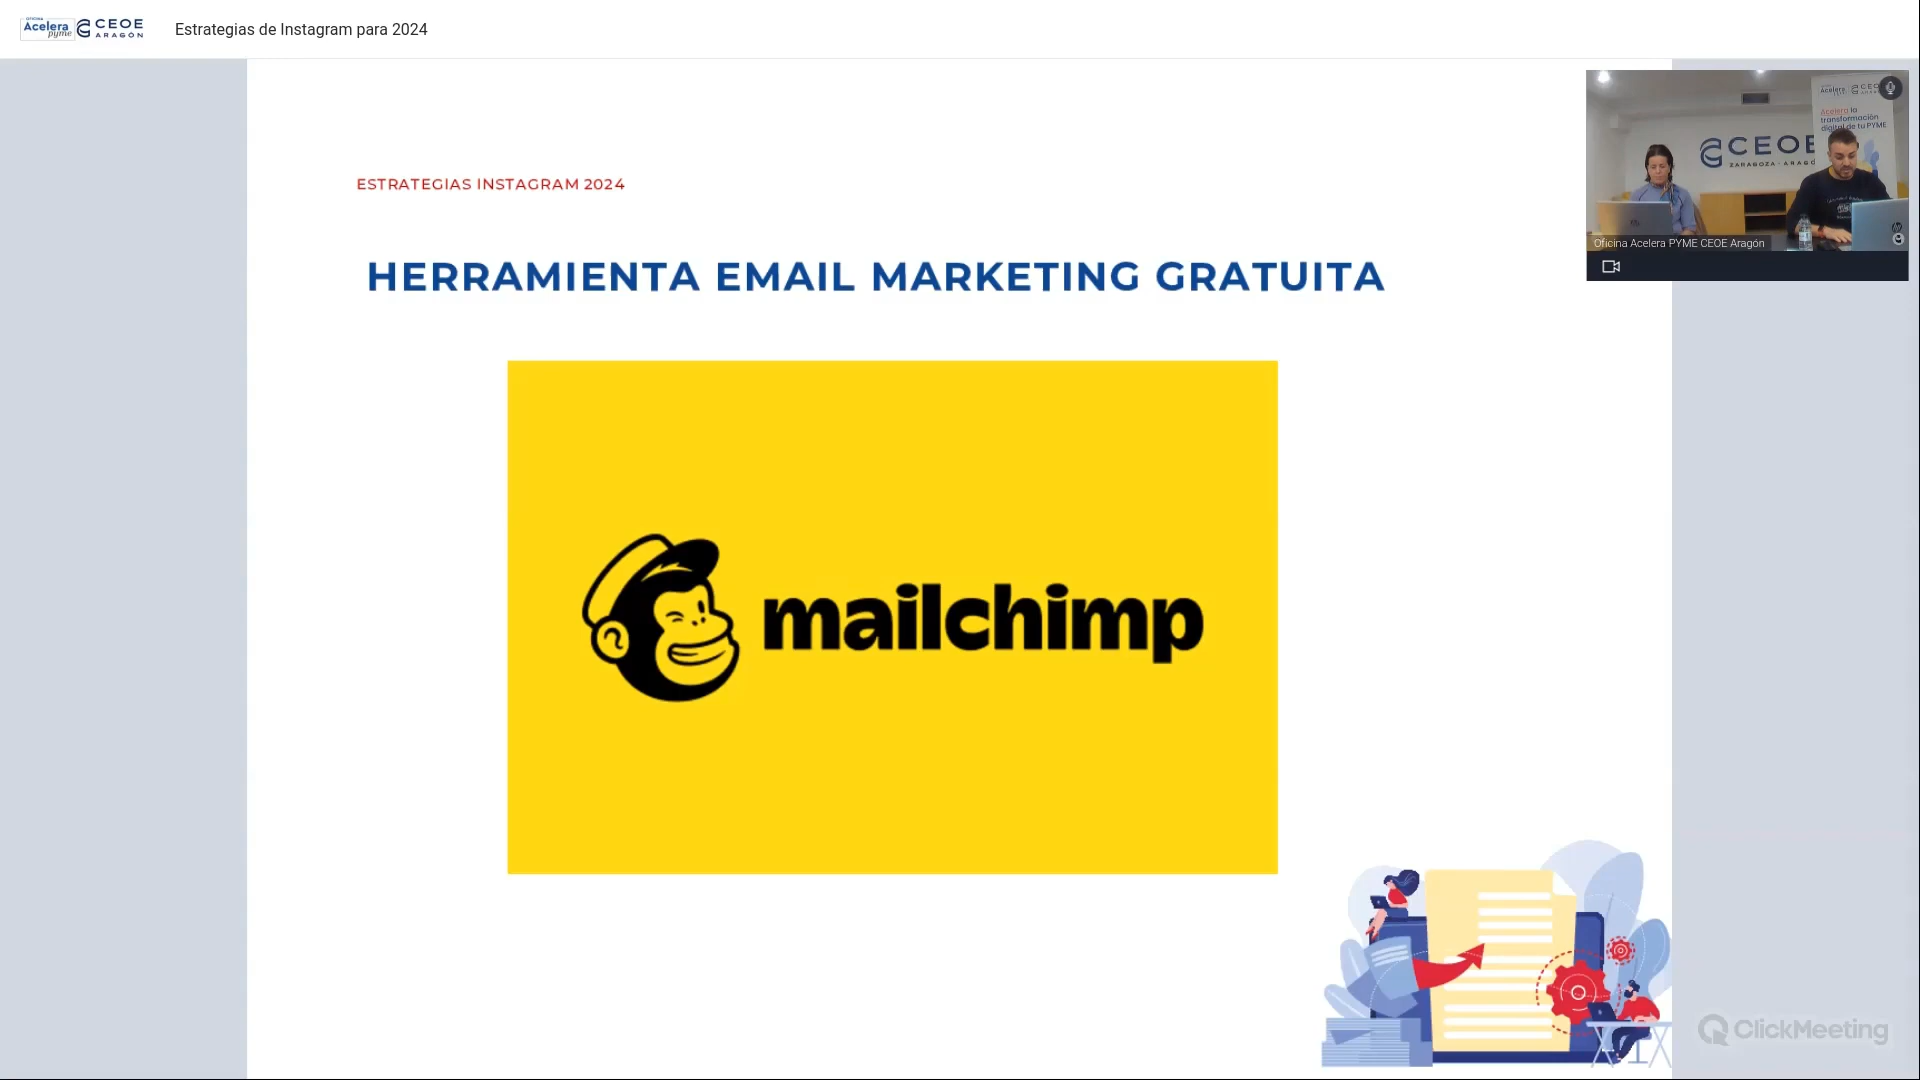 Acelera
pyme
CEOE
ARAGÓN
Estrategias de Instagram para 2024
ESTRATEGIAS INSTAGRAM 2024
HERRAMIENTA EMAIL MARKETING GRATUITA
mailchimp
Acelera
Acelera la
transformación
digital de tu PYME
CEOE
ZARAGOZA · ARAGÓ
Oficina Acelera PYME CEOE Aragón
ClickMeeting